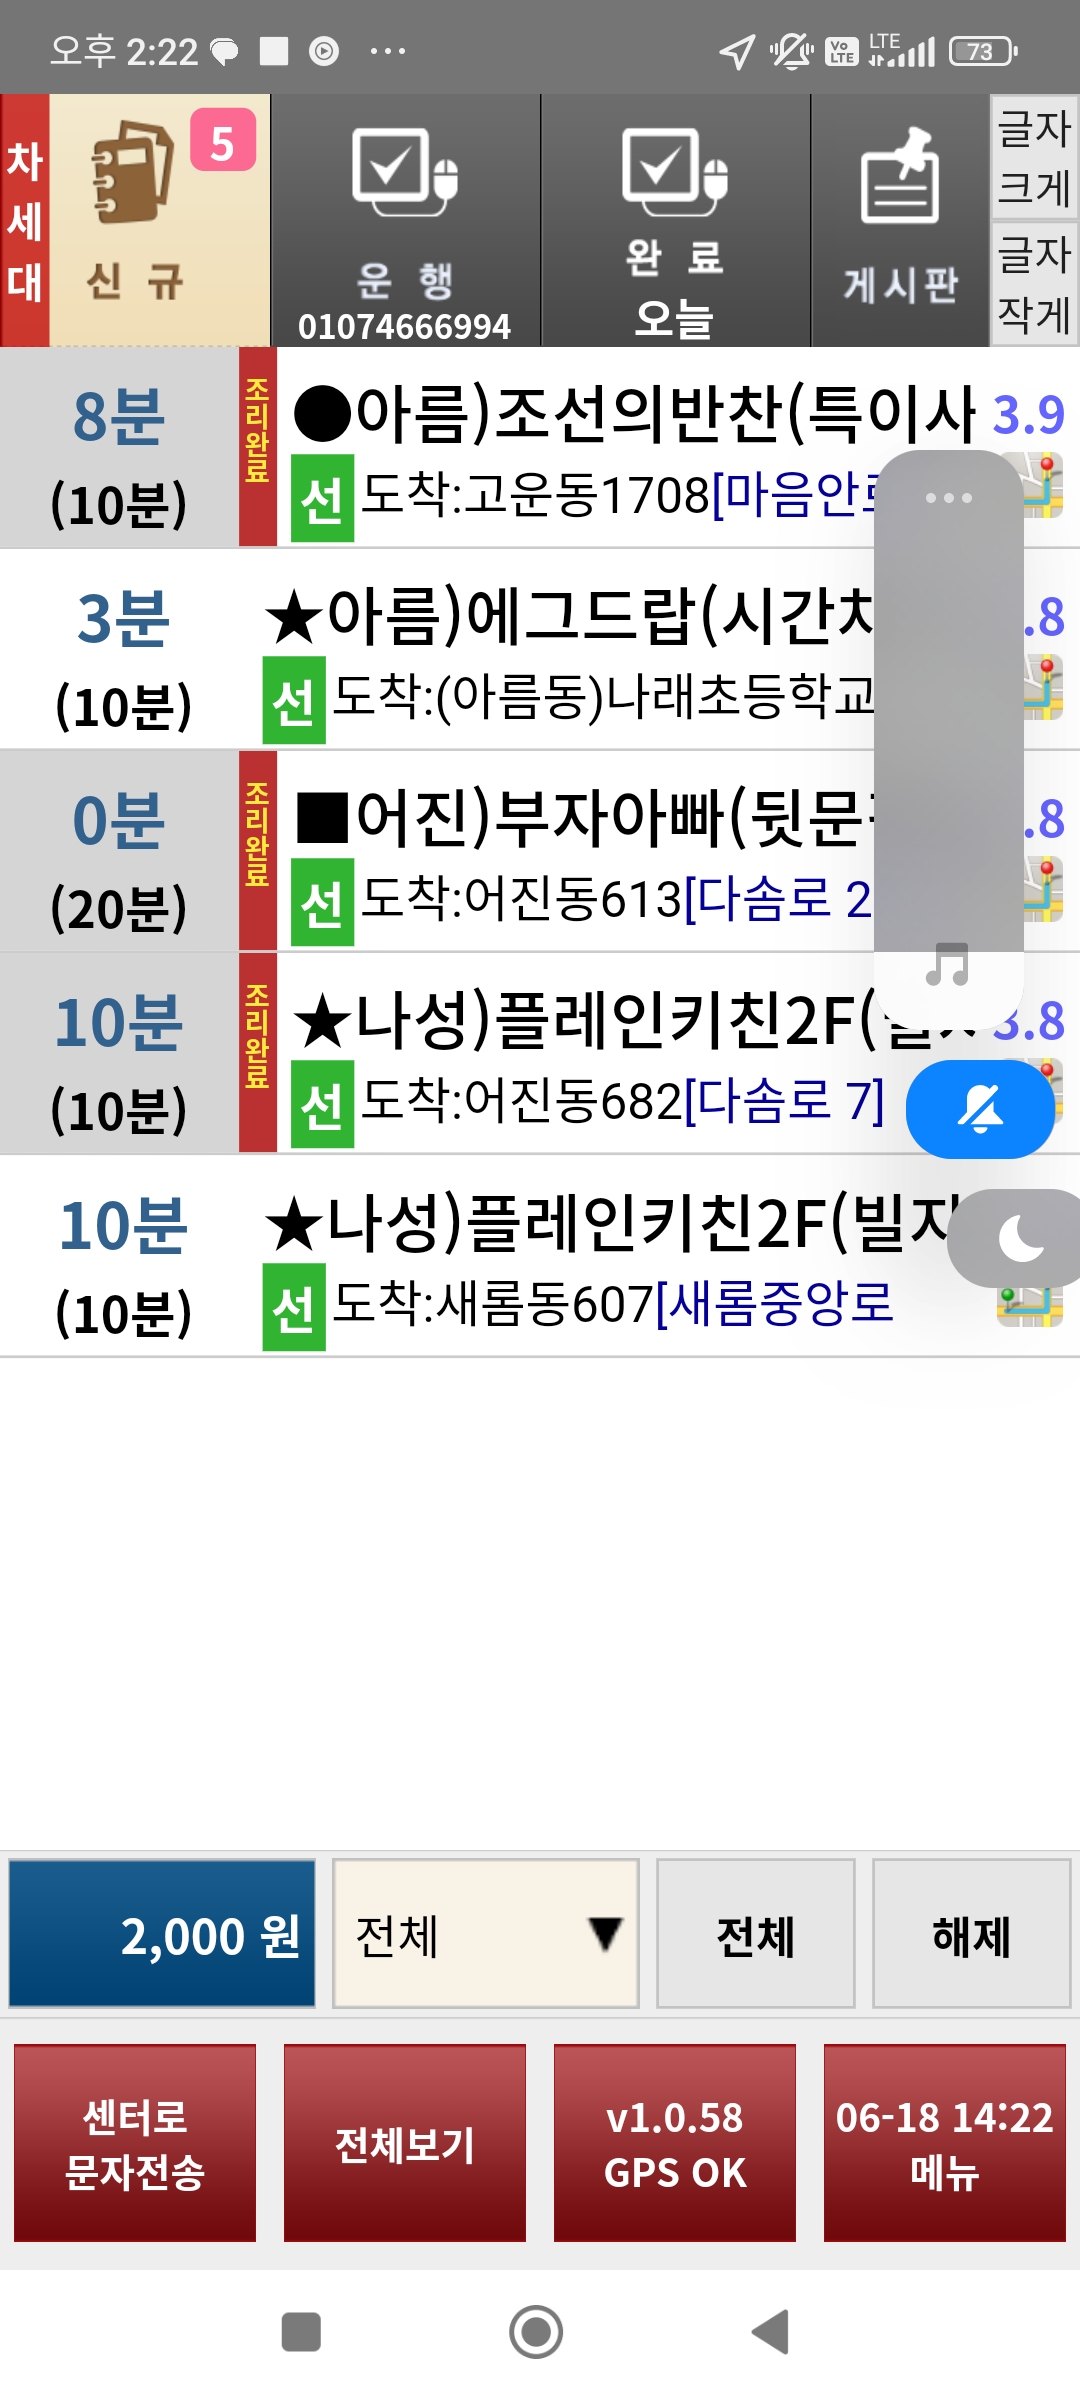 오후 2:22
LTE
Vo LTE
73
차세대
5
신 규
운 행
01074666994
완 료
오늘
게시판
글자
크게
글자
작게
8분
(10분)
조리완료
●아름)조선의반찬(특이사
3.9
선
도착:고운동1708[마음안
3분
(10분)
★아름)에그드랍(시간
.8
선
도착:(아름동)나래초등학교
0분
(20분)
조리완료
■어진)부자아빠(뒷문
.8
선
도착:어진동613[다솜로 2
10분
(10분)
조리완료
★나성)플레인키친2F(
3.8
선
도착:어진동682[다솜로 7]
10분
(10분)
★나성)플레인키친2F(빌지
선
도착:새롬동607[새롬중앙로
2,000 원
전체
▼
전체
해제
센터로
문자전송
전체보기
v1.0.58
GPS OK
06-18 14:22
메뉴